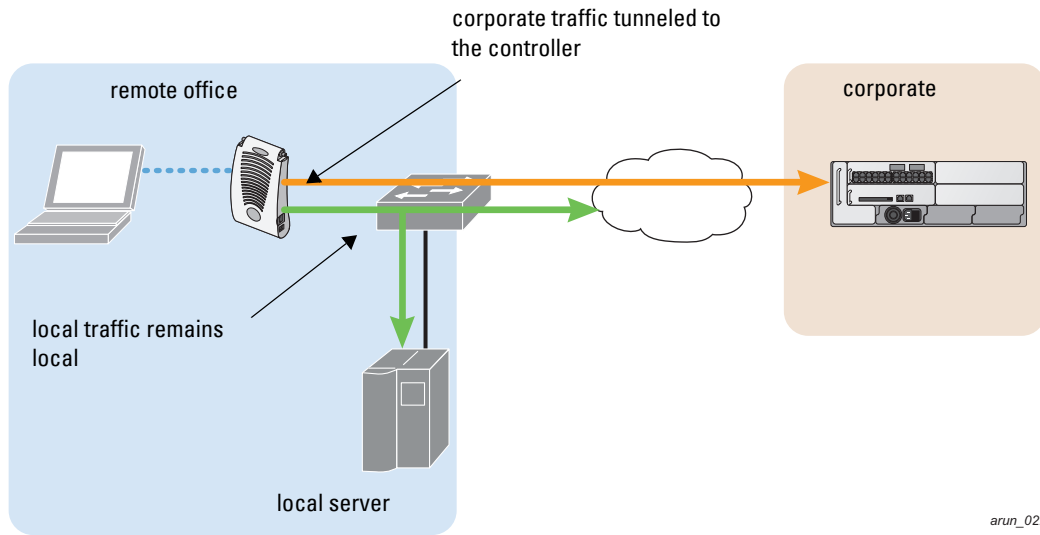 corporate traffic tunneled to
the controller
remote office
corporate
local traffic remains
local
local server
arun_02